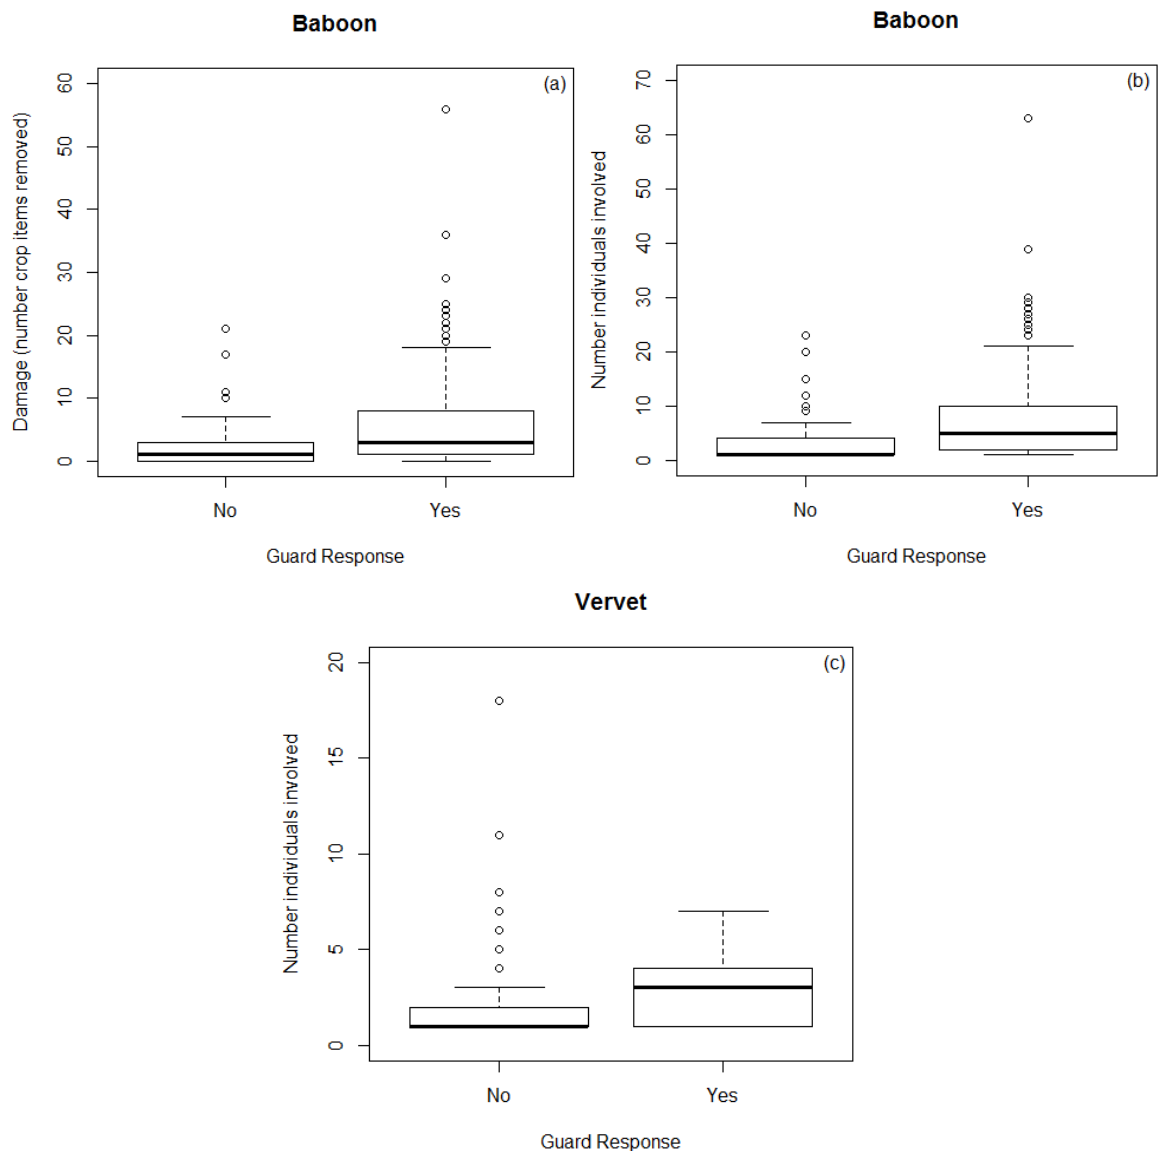 Baboon
(a)
Damage (number crop items removed)
60
50
40
30
20
10
0
No
Yes
Guard Response
Baboon
(b)
Number individuals involved
70
60
50
40
30
20
10
0
No
Yes
Guard Response
Vervet
(c)
Number individuals involved
20
15
10
5
0
No
Yes
Guard Response